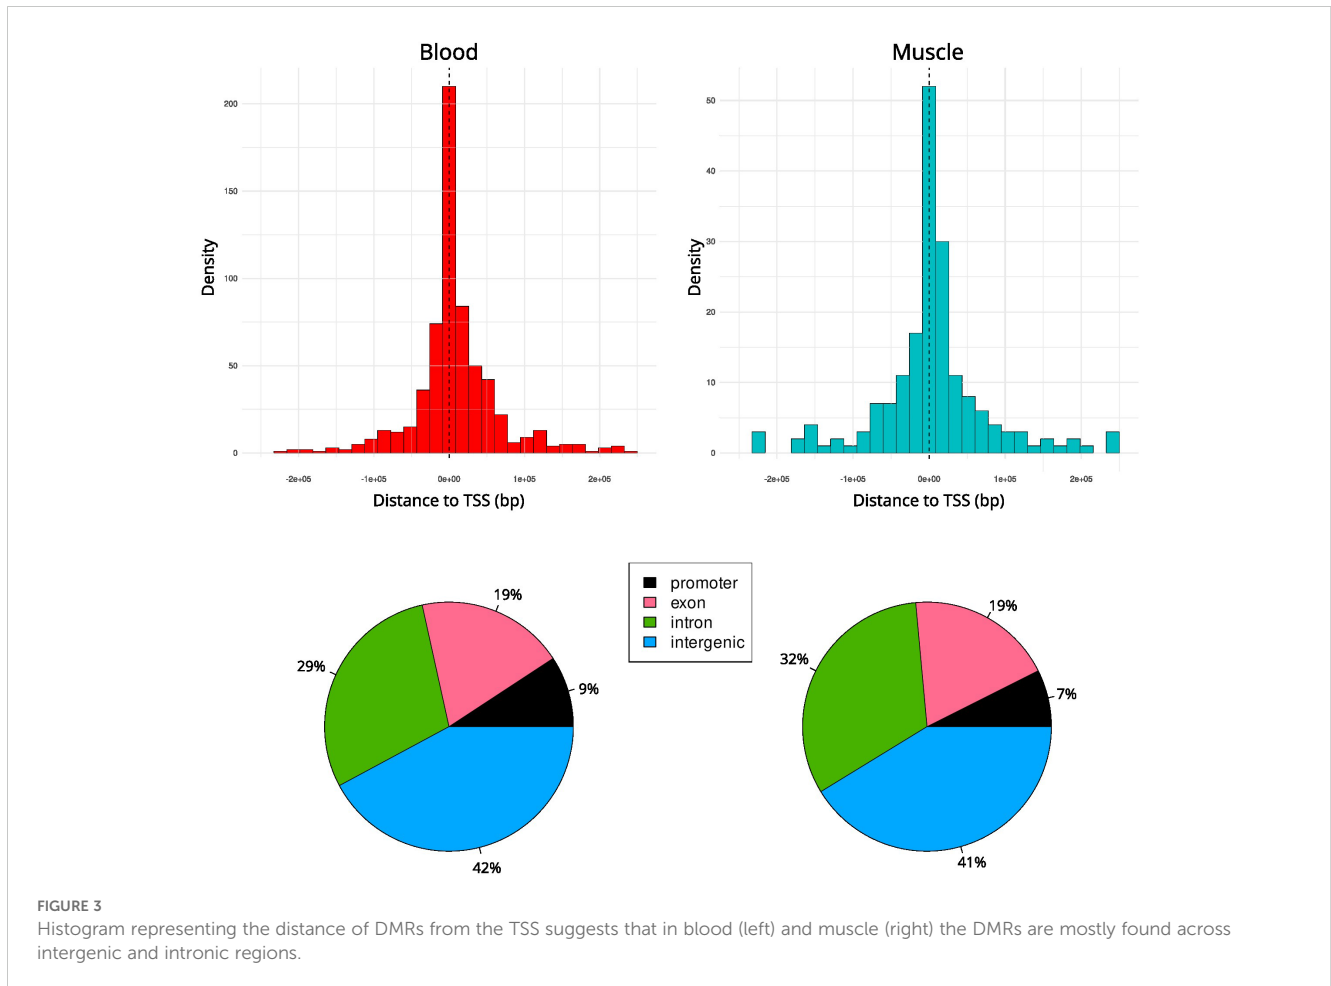 Blood
Muscle
200
150
100
50
0
Density
-2e+05 -1e+05 0e+00 1e+05 2e+05
Distance to TSS (bp)
50
40
30
20
10
0
Density
-2e+05 -1e+05 0e+00 1e+05 2e+05
Distance to TSS (bp)
promoter
exon
intron
intergenic
19%
29%
9%
42%
19%
32%
7%
41%
FIGURE 3
Histogram representing the distance of DMRs from the TSS suggests that in blood (left) and muscle (right) the DMRs are mostly found across
intergenic and intronic regions.